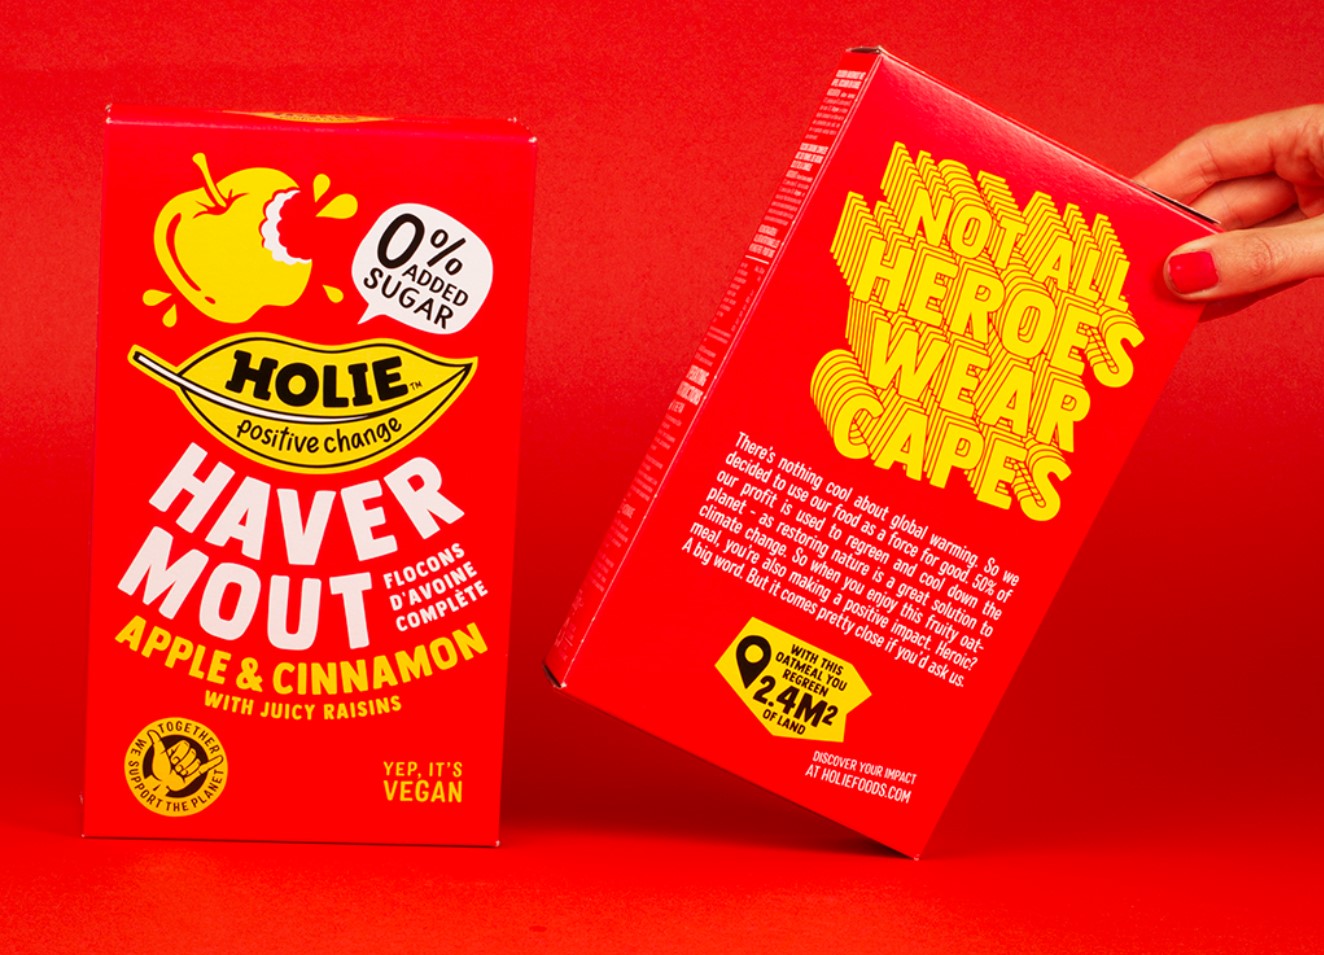 0%
ADDED
SUGAR
HOLIE™
positive change
HAVER
MOUT
FLOCONS
D'AVOINE
COMPLÈTE
APPLE & CINNAMON
WITH JUICY RAISINS
TOGETHER
WE SUPPORT THE PLANET
YEP, IT'S
VEGAN
NOT ALL
HEROES
WEAR
CAPES
There's nothing cool about global warming. So we
decided to use our food as a force for good. 50% of
our profit is used to regreen and cool down the
planet - as restoring nature is a great solution to
climate change. So when you enjoy this fruity oat-
meal, you're also making a positive impact. Heroic?
A big word. But it comes pretty close if you'd ask us.
WITH THIS
OATMEAL YOU
REGREEN
2.4M²
OF LAND
DISCOVER YOUR IMPACT
AT HOLIEFOODS.COM